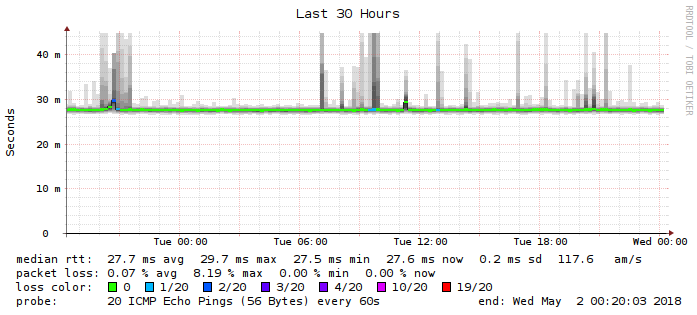 Last 30 Hours
RRDTOOL / TOBI OETIKER
Seconds
40 m
30 m
20 m
10 m
0
Tue 00:00 Tue 06:00 Tue 12:00 Tue 18:00 Wed 00:00
median rtt: 27.7 ms avg 29.7 ms max 27.5 ms min 27.6 ms now 0.2 ms sd 117.6 am/s
packet loss: 0.07 % avg 8.19 % max 0.00 % min 0.00 % now
loss color: 0 1/20 2/20 3/20 4/20 10/20 19/20
probe: 20 ICMP Echo Pings (56 Bytes) every 60s end: Wed May 2 00:20:03 2018